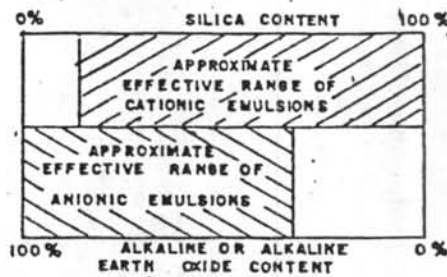 0% SILICA CONTENT 100%
APPROXIMATE
EFFECTIVE RANGE OF
CATIONIC EMULSIONS
APPROXIMATE
EFFECTIVE RANGE OF
ANIONIC EMULSIONS
100% ALKALINE OR ALKALINE 0%
EARTH OXIDE CONTENT